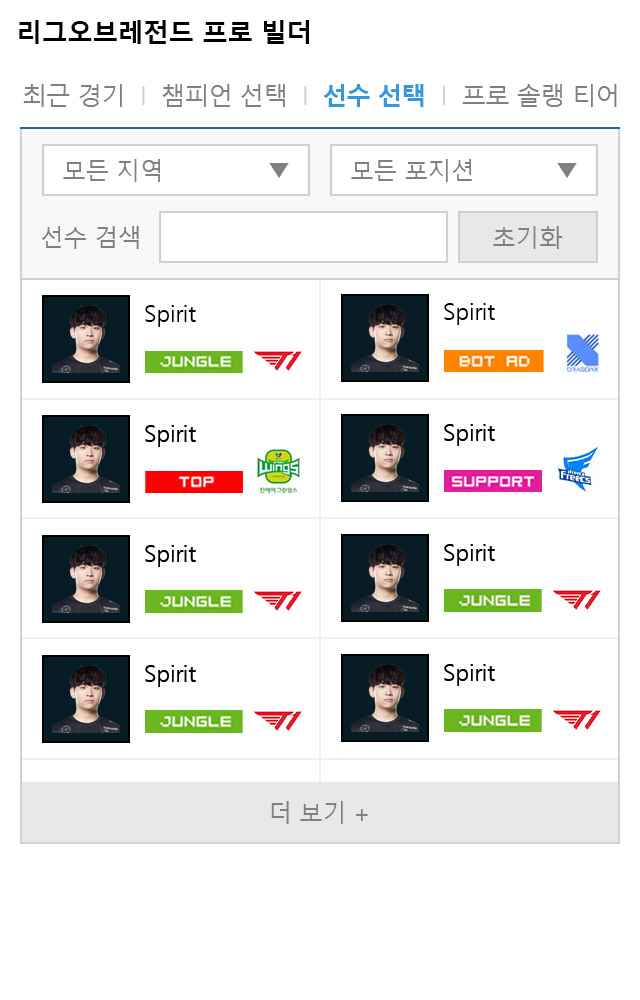 리그오브레전드 프로 빌더
최근 경기 | 챔피언 선택 | 선수 선택 | 프로 솔랭 티어
모든 지역 ▼ 모든 포지션 ▼
선수 검색 초기화
Spirit
JUNGLE T1
Spirit
BOT AD DRAGONX
Spirit
TOP WINGS
진에어 그린윙스
Spirit
SUPPORT Freecs
Spirit
JUNGLE T1
Spirit
JUNGLE T1
Spirit
JUNGLE T1
Spirit
JUNGLE T1
더 보기 +